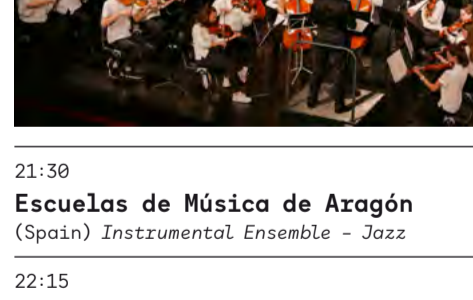 21:30
Escuelas de Música de Aragón
(Spain) Instrumental Ensemble – Jazz
22:15